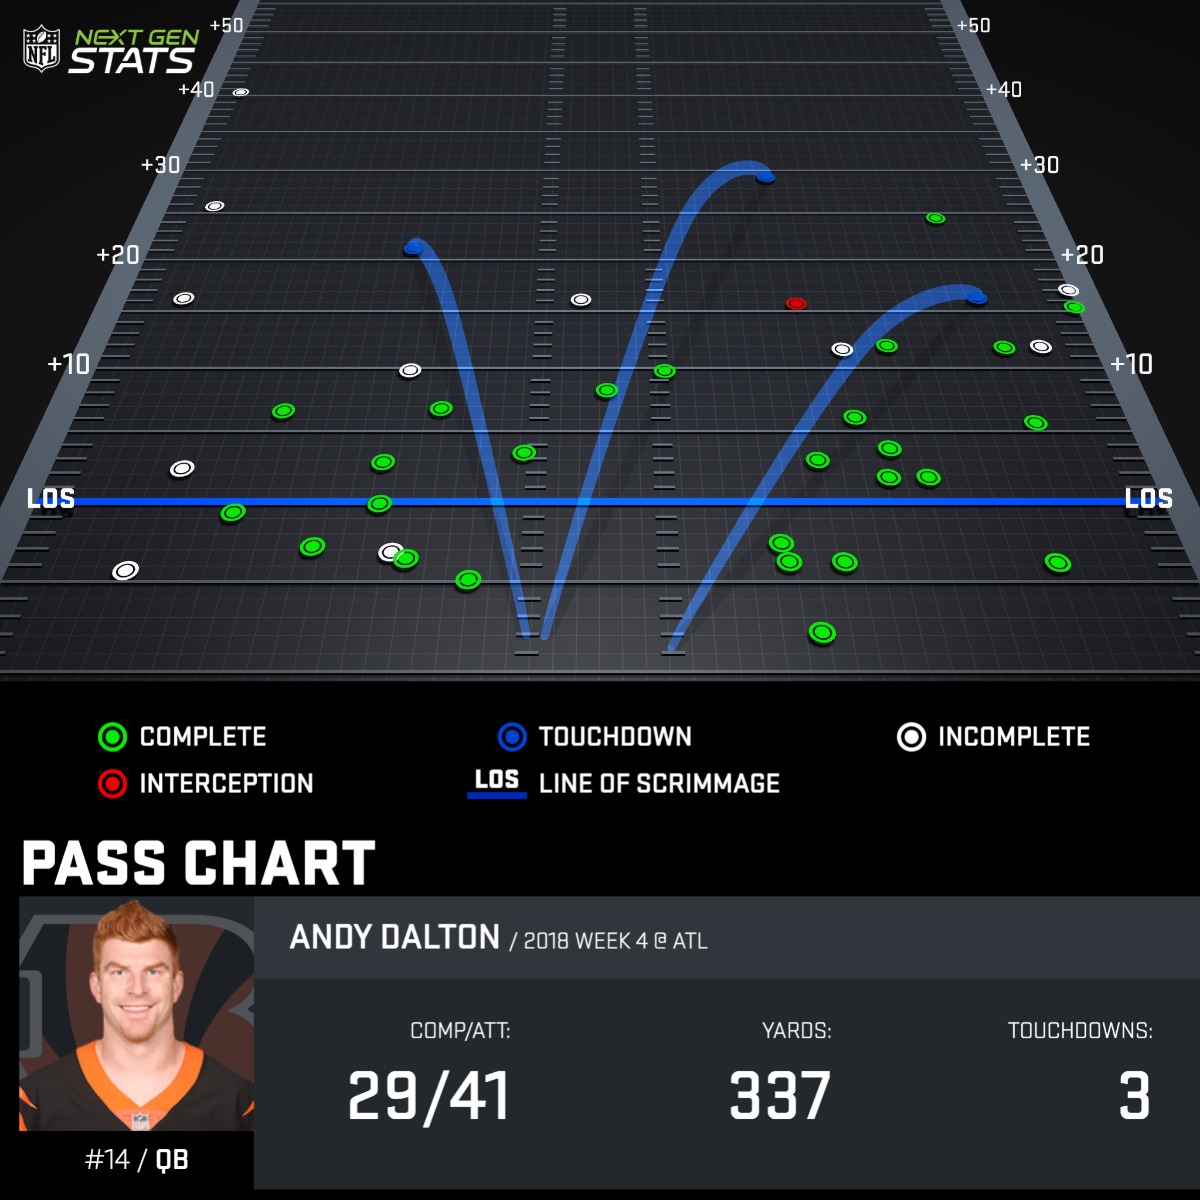 +50 +50
NFL NEXT GEN
STATS
+40 +40
+30 +30
+20 +20
+10 +10
LOS LOS
COMPLETE TOUCHDOWN INCOMPLETE
INTERCEPTION LOS LINE OF SCRIMMAGE
PASS CHART
ANDY DALTON / 2018 WEEK 4 @ ATL
COMP/ATT: YARDS: TOUCHDOWNS:
29/41 337 3
#14 / QB